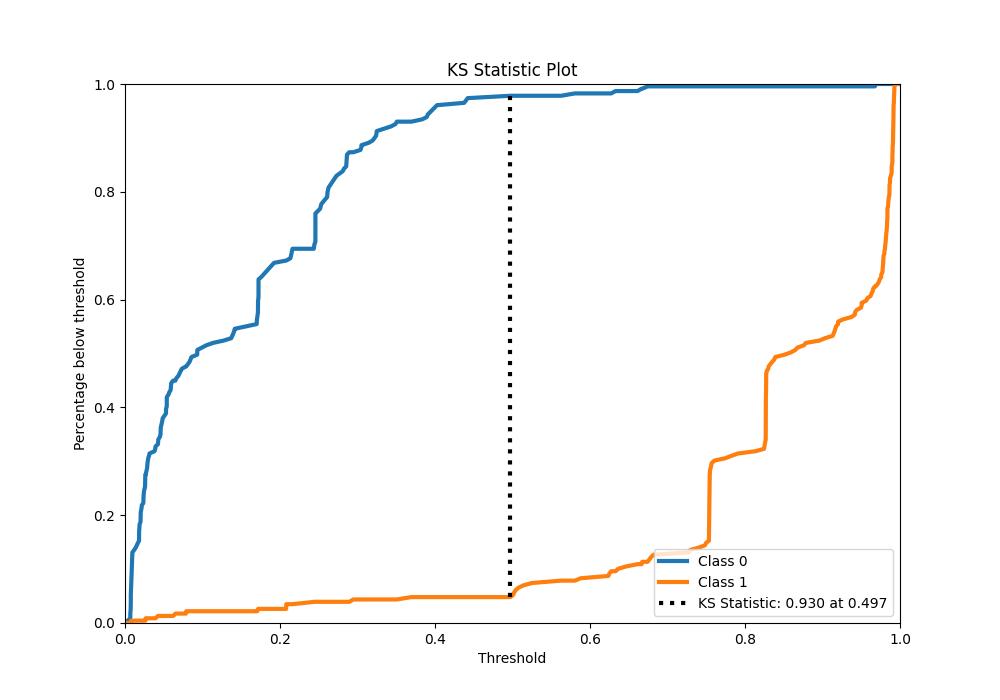 KS Statistic Plot
1.0
0.8
0.6
0.4
0.2
0.0
Percentage below threshold
0.0 0.2 0.4 0.6 0.8 1.0
Threshold
Class 0
Class 1
KS Statistic: 0.930 at 0.497